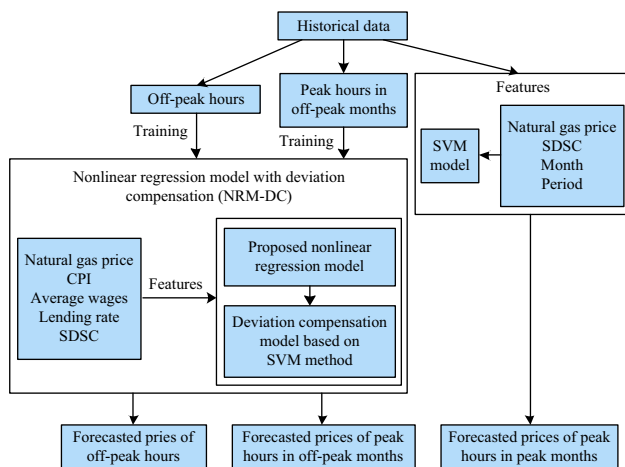 Historical data
Off-peak hours
Peak hours in
off-peak months
Features
Training
Training
Natural gas price
SDSC
Month
Period
SVM
model
Nonlinear regression model with deviation
compensation (NRM-DC)
Natural gas price
CPI
Average wages
Lending rate
SDSC
Features
Proposed nonlinear
regression model
Deviation compensation
model based on
SVM method
Forecasted pries of
off-peak hours
Forecasted prices of peak
hours in off-peak months
Forecasted prices of peak
hours in peak months